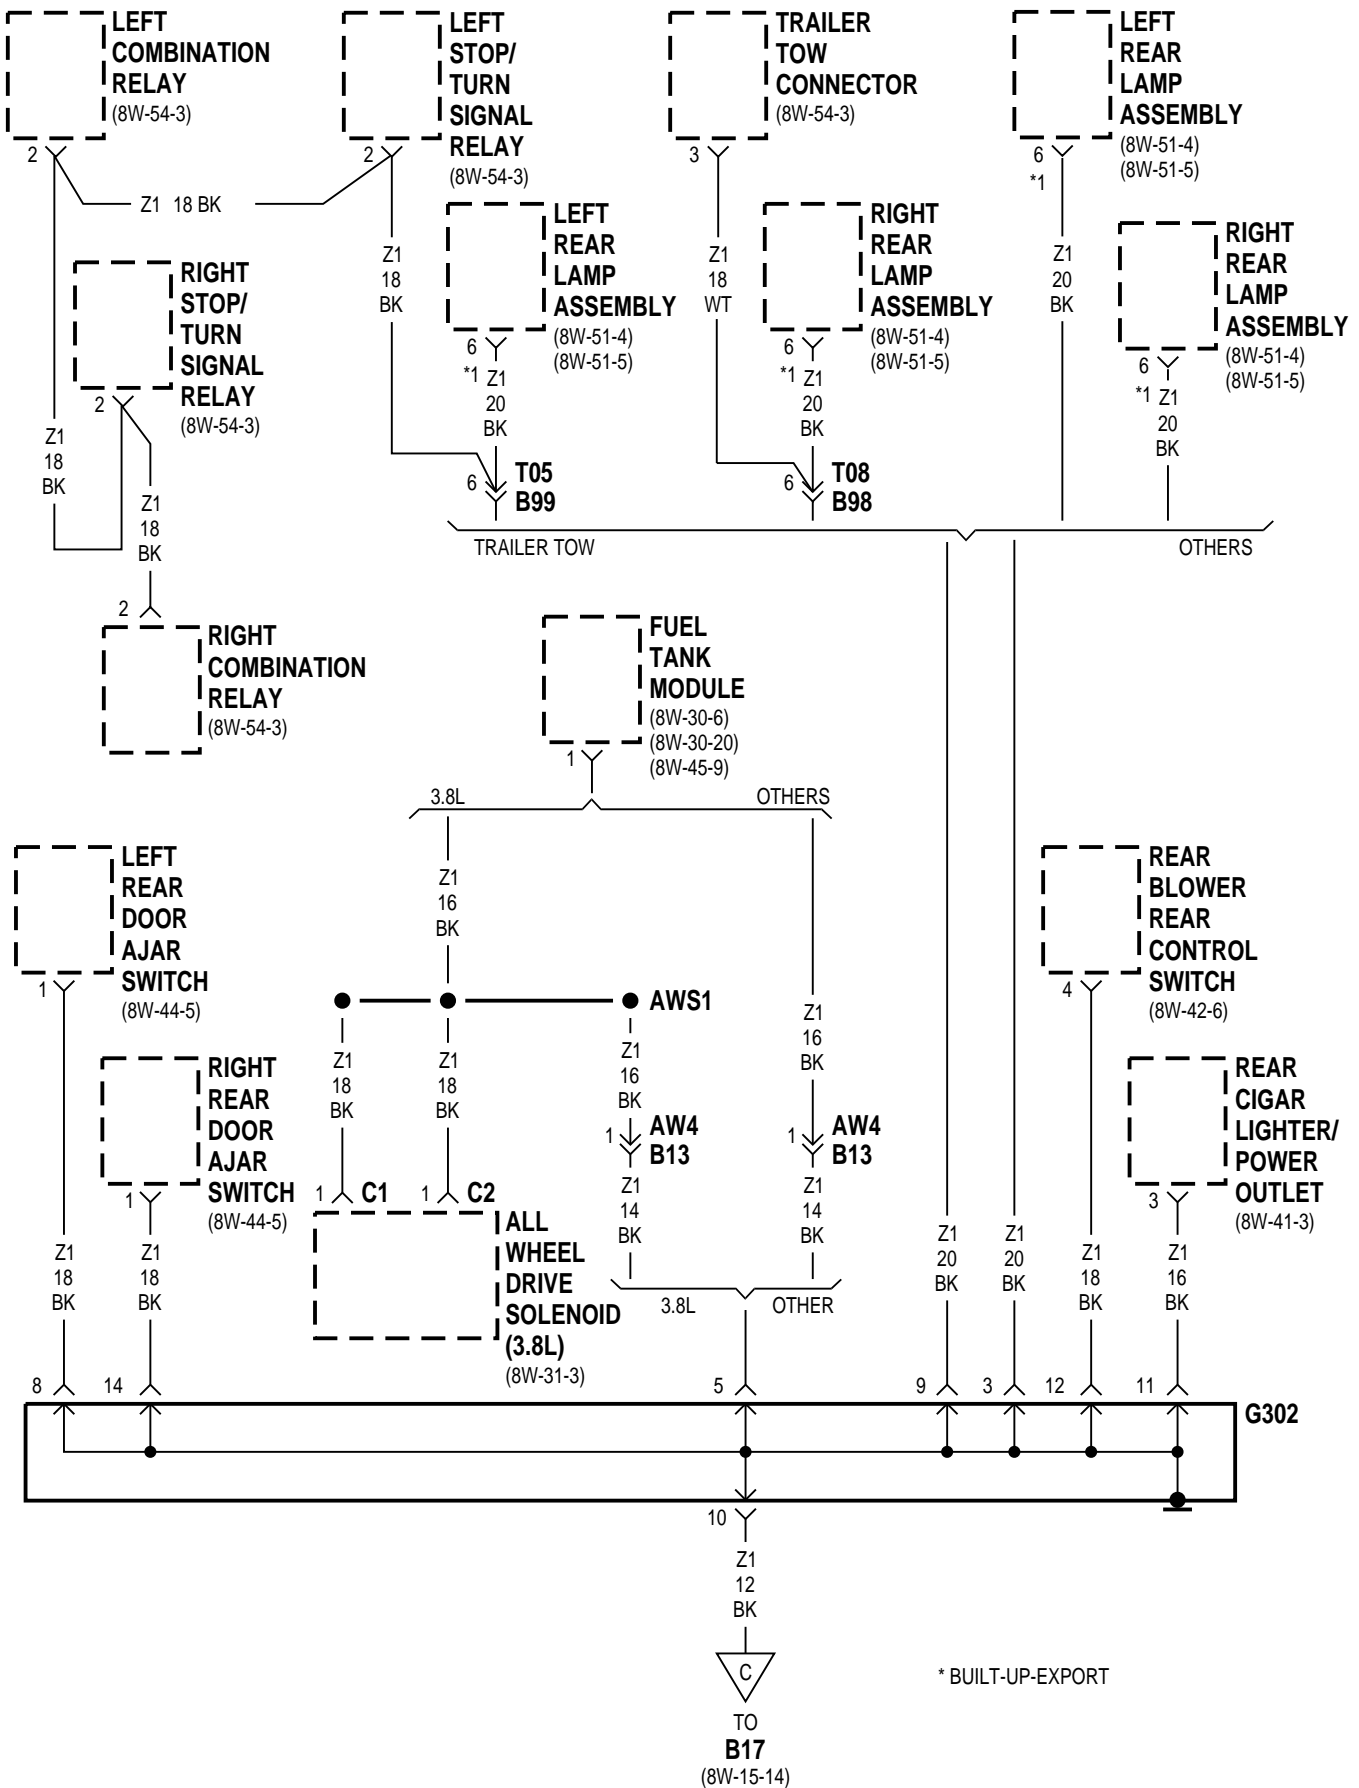 LEFT
COMBINATION
RELAY
(8W-54-3)
2
LEFT
STOP/
TURN
SIGNAL
RELAY
(8W-54-3)
2
TRAILER
TOW
CONNECTOR
(8W-54-3)
3
LEFT
REAR
LAMP
ASSEMBLY
(8W-51-4)
(8W-51-5)
6
*1
Z1 18 BK
RIGHT
STOP/
TURN
SIGNAL
RELAY
(8W-54-3)
2
Z1
18
BK
LEFT
REAR
LAMP
ASSEMBLY
(8W-51-4)
(8W-51-5)
6
*1
Z1
20
BK
Z1
18
WT
RIGHT
REAR
LAMP
ASSEMBLY
(8W-51-4)
(8W-51-5)
6
*1
Z1
20
BK
Z1
20
BK
RIGHT
REAR
LAMP
ASSEMBLY
(8W-51-4)
(8W-51-5)
6
*1
Z1
20
BK
Z1
18
BK
Z1
18
BK
6
T05
B99
6
T08
B98
TRAILER TOW
OTHERS
2
RIGHT
COMBINATION
RELAY
(8W-54-3)
FUEL
TANK
MODULE
(8W-30-6)
(8W-30-20)
(8W-45-9)
1
3.8L
OTHERS
LEFT
REAR
DOOR
AJAR
SWITCH
(8W-44-5)
1
Z1
16
BK
REAR
BLOWER
REAR
CONTROL
SWITCH
(8W-42-6)
4
AWS1
Z1
16
BK
RIGHT
REAR
DOOR
AJAR
SWITCH
(8W-44-5)
1
Z1
18
BK
Z1
18
BK
Z1
16
BK
REAR
CIGAR
LIGHTER/
POWER
OUTLET
(8W-41-3)
3
1
AW4
B13
1
AW4
B13
1
C1
1
C2
Z1
14
BK
Z1
14
BK
ALL
WHEEL
DRIVE
SOLENOID
(3.8L)
(8W-31-3)
Z1
18
BK
Z1
18
BK
Z1
20
BK
Z1
20
BK
Z1
18
BK
Z1
16
BK
3.8L
OTHER
8
14
5
9
3
12
11
G302
10
Z1
12
BK
C
* BUILT-UP-EXPORT
TO
B17
(8W-15-14)